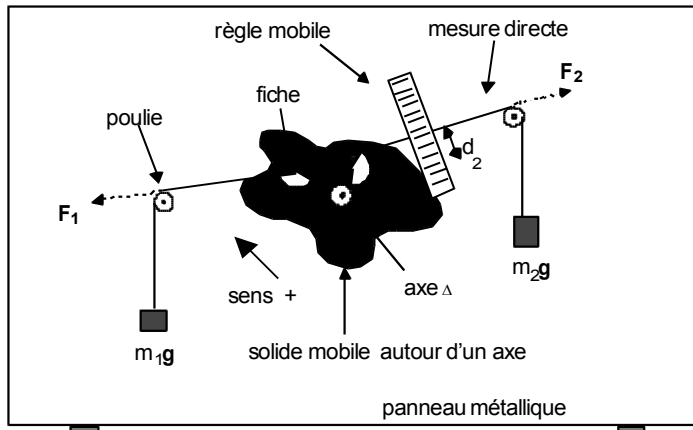 règle mobile
mesure directe
F₂
fiche
poulie
d₂
F₁
m₂g
sens +
axe Δ
m₁g
solide mobile autour d'un axe
panneau métallique